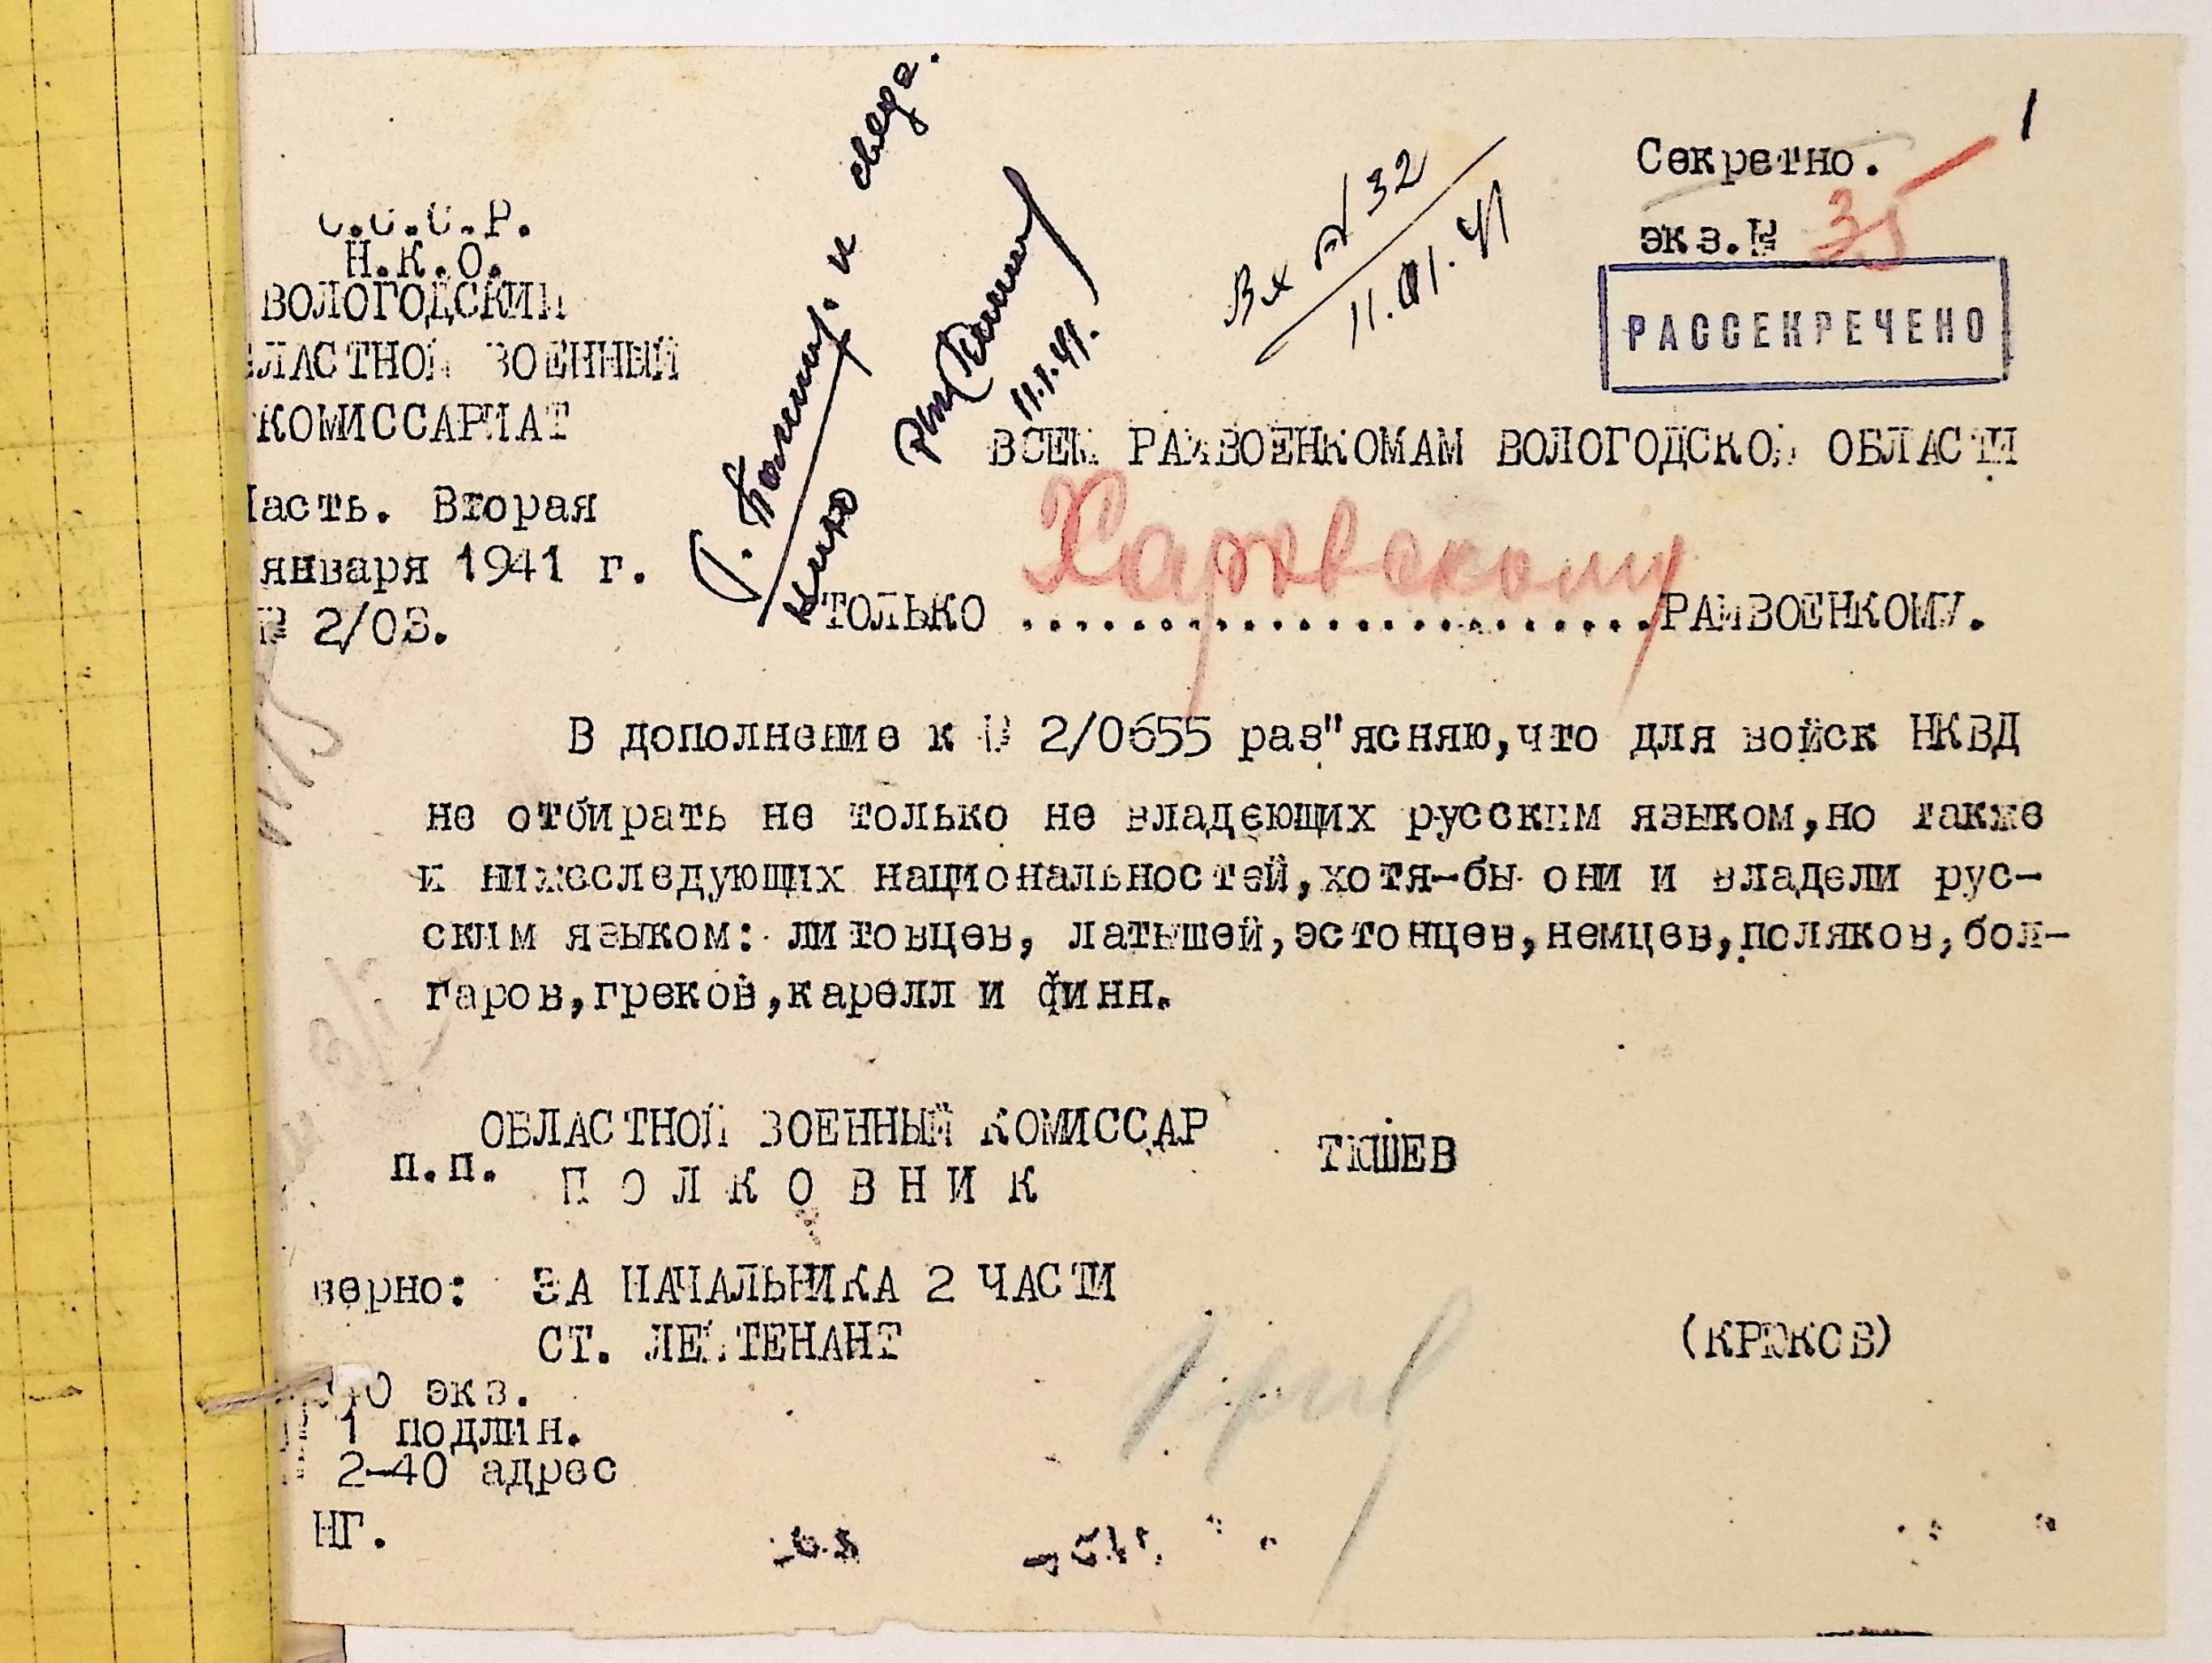 1
Секретно.
экз.№ 35
РАССЕКРЕЧЕНО
Вх № 32
11.01.41
и свед.
11.I.41.
С.С.С.Р.
Н.К.О.
ВОЛОГОДСКИЙ
ЛАСТНОЙ ВОЕННЫЙ
КОМИССАРИАТ
Часть. Вторая
января 1941 г.
№ 2/03.
ВСЕМ РАЙВОЕНКОМАМ ВОЛОГОДСКОЙ ОБЛАСТИ
Харовскому
ТОЛЬКО .......................РАЙВОЕНКОМУ.
В дополнение к № 2/0655 раз"ясняю,что для войск НКВД
не отбирать не только не владеющих русским языком,но также
и нижеследующих национальностей,хотя-бы они и владели рус-
ским языком: литовцев, латышей,эстонцев,немцев,поляков,бол-
гаров,греков,карелл и финн.
ОБЛАСТНОЙ ВОЕННЫЙ КОМИССАР
п.п. ПОЛКОВНИК ТЮШЕВ
верно: ЗА НАЧАЛЬНИКА 2 ЧАСТИ
СТ. ЛЕЙТЕНАНТ (КРЮКОВ)
40 экз.
№ 1 подлин.
№ 2-40 адрес
НГ.